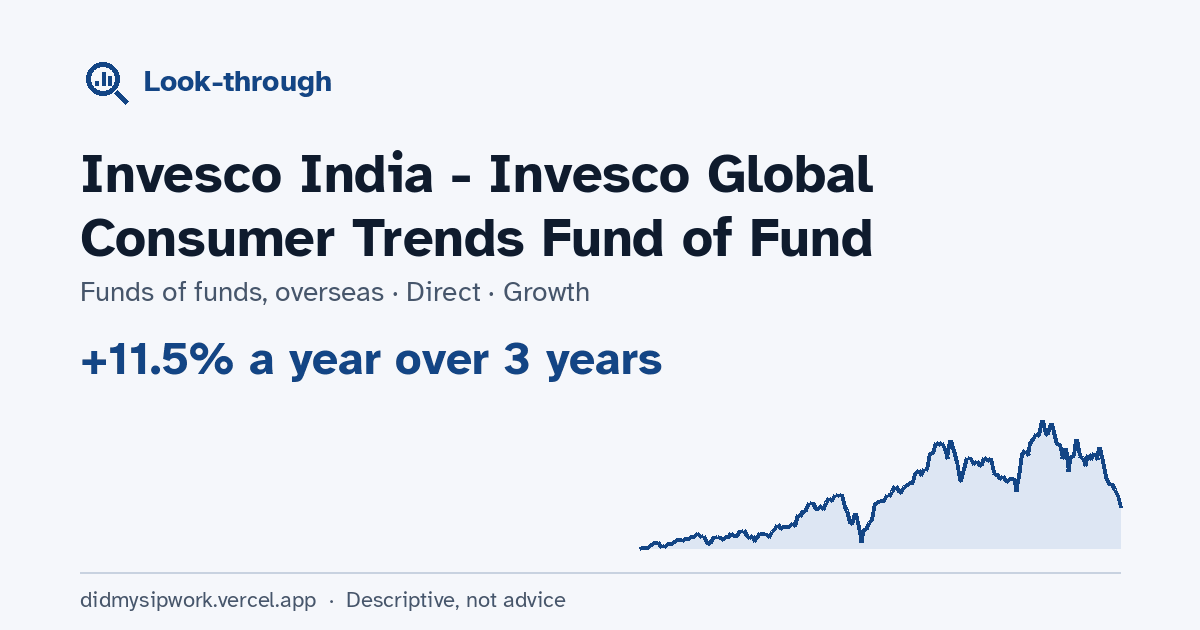 Look-through
Invesco India - Invesco Global
Consumer Trends Fund of Fund
Funds of funds, overseas · Direct · Growth
+11.5% a year over 3 years
didmysipwork.vercel.app · Descriptive, not advice